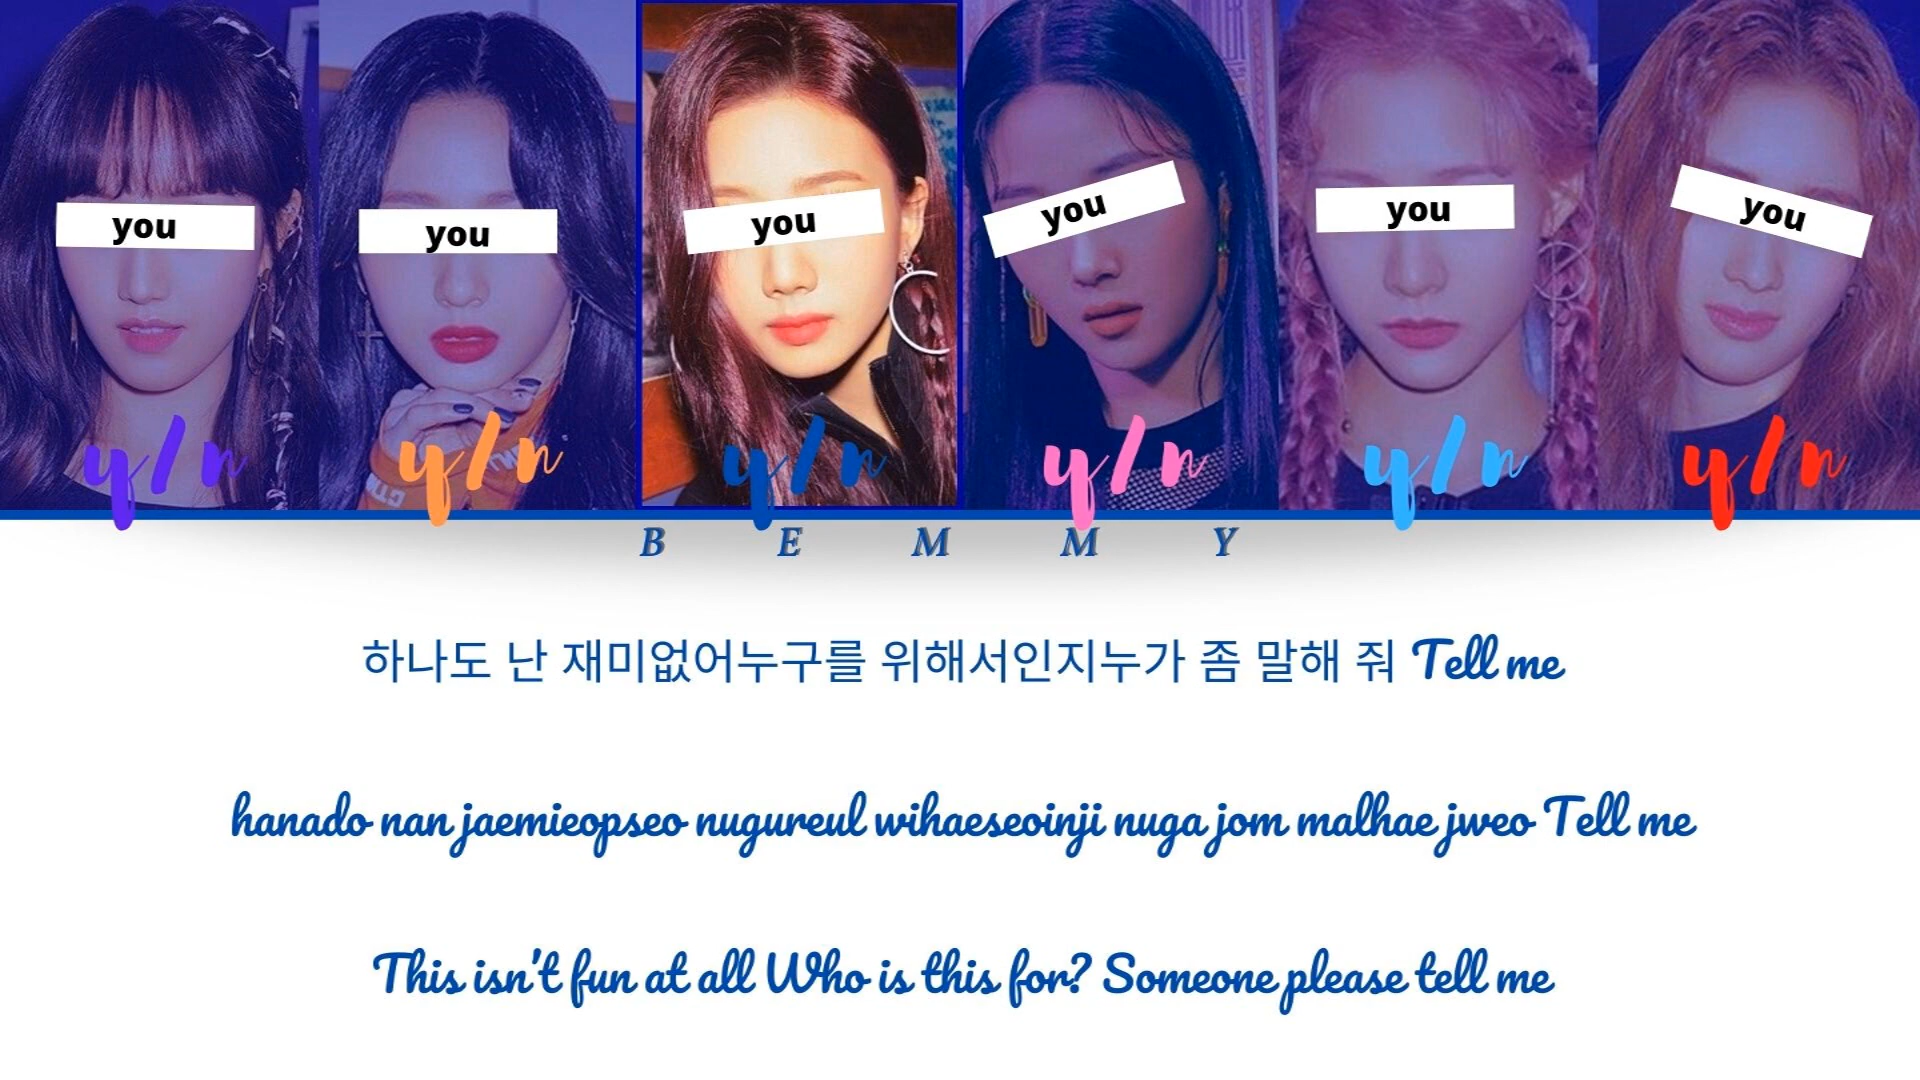 you you you you you you
y/n y/n y/n y/n y/n y/n
B E M M Y
하나도 난 재미없어누구를 위해서인지누가 좀 말해 줘 Tell me
hanado nan jaemieopseo nugureul wihaeseoinji nuga jom malhae jweo Tell me
This isn't fun at all Who is this for? Someone please tell me